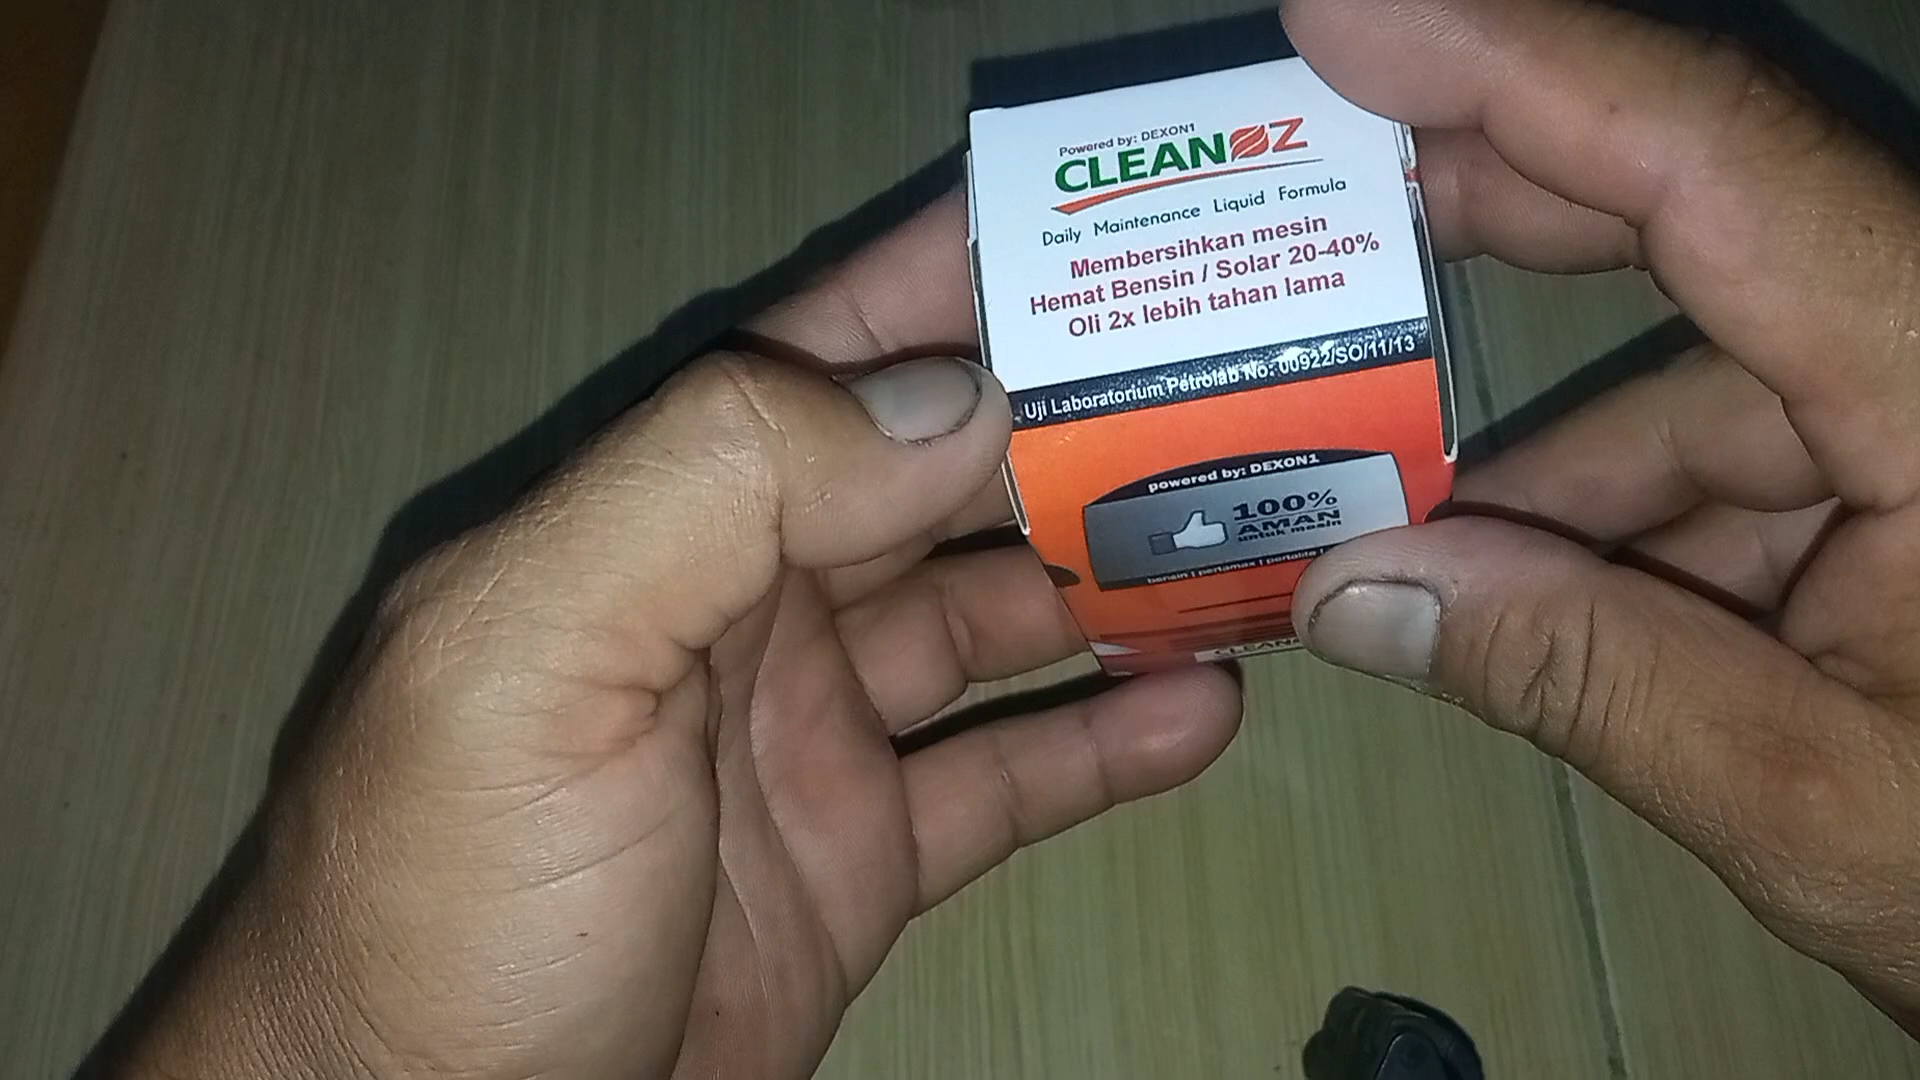 Powered by: DEXON1
CLEANOZ
Daily Maintenance Liquid Formula
Membersihkan mesin
Hemat Bensin / Solar 20-40%
Oli 2x lebih tahan lama
Uji Laboratorium Petrolab No: 00922/SO/11/13
powered by: DEXON1
100%
AMAN
untuk mesin
bensin | pertamax | pertalite |